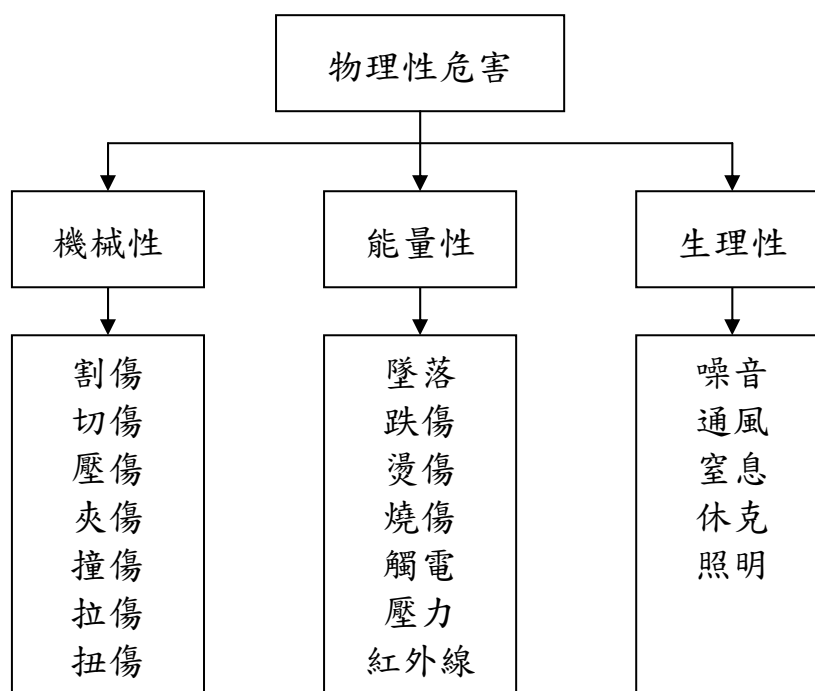 物理性危害
機械性
能量性
生理性
割傷
切傷
壓傷
夾傷
撞傷
拉傷
扭傷
墜落
跌傷
燙傷
燒傷
觸電
壓力
紅外線
噪音
通風
窒息
休克
照明